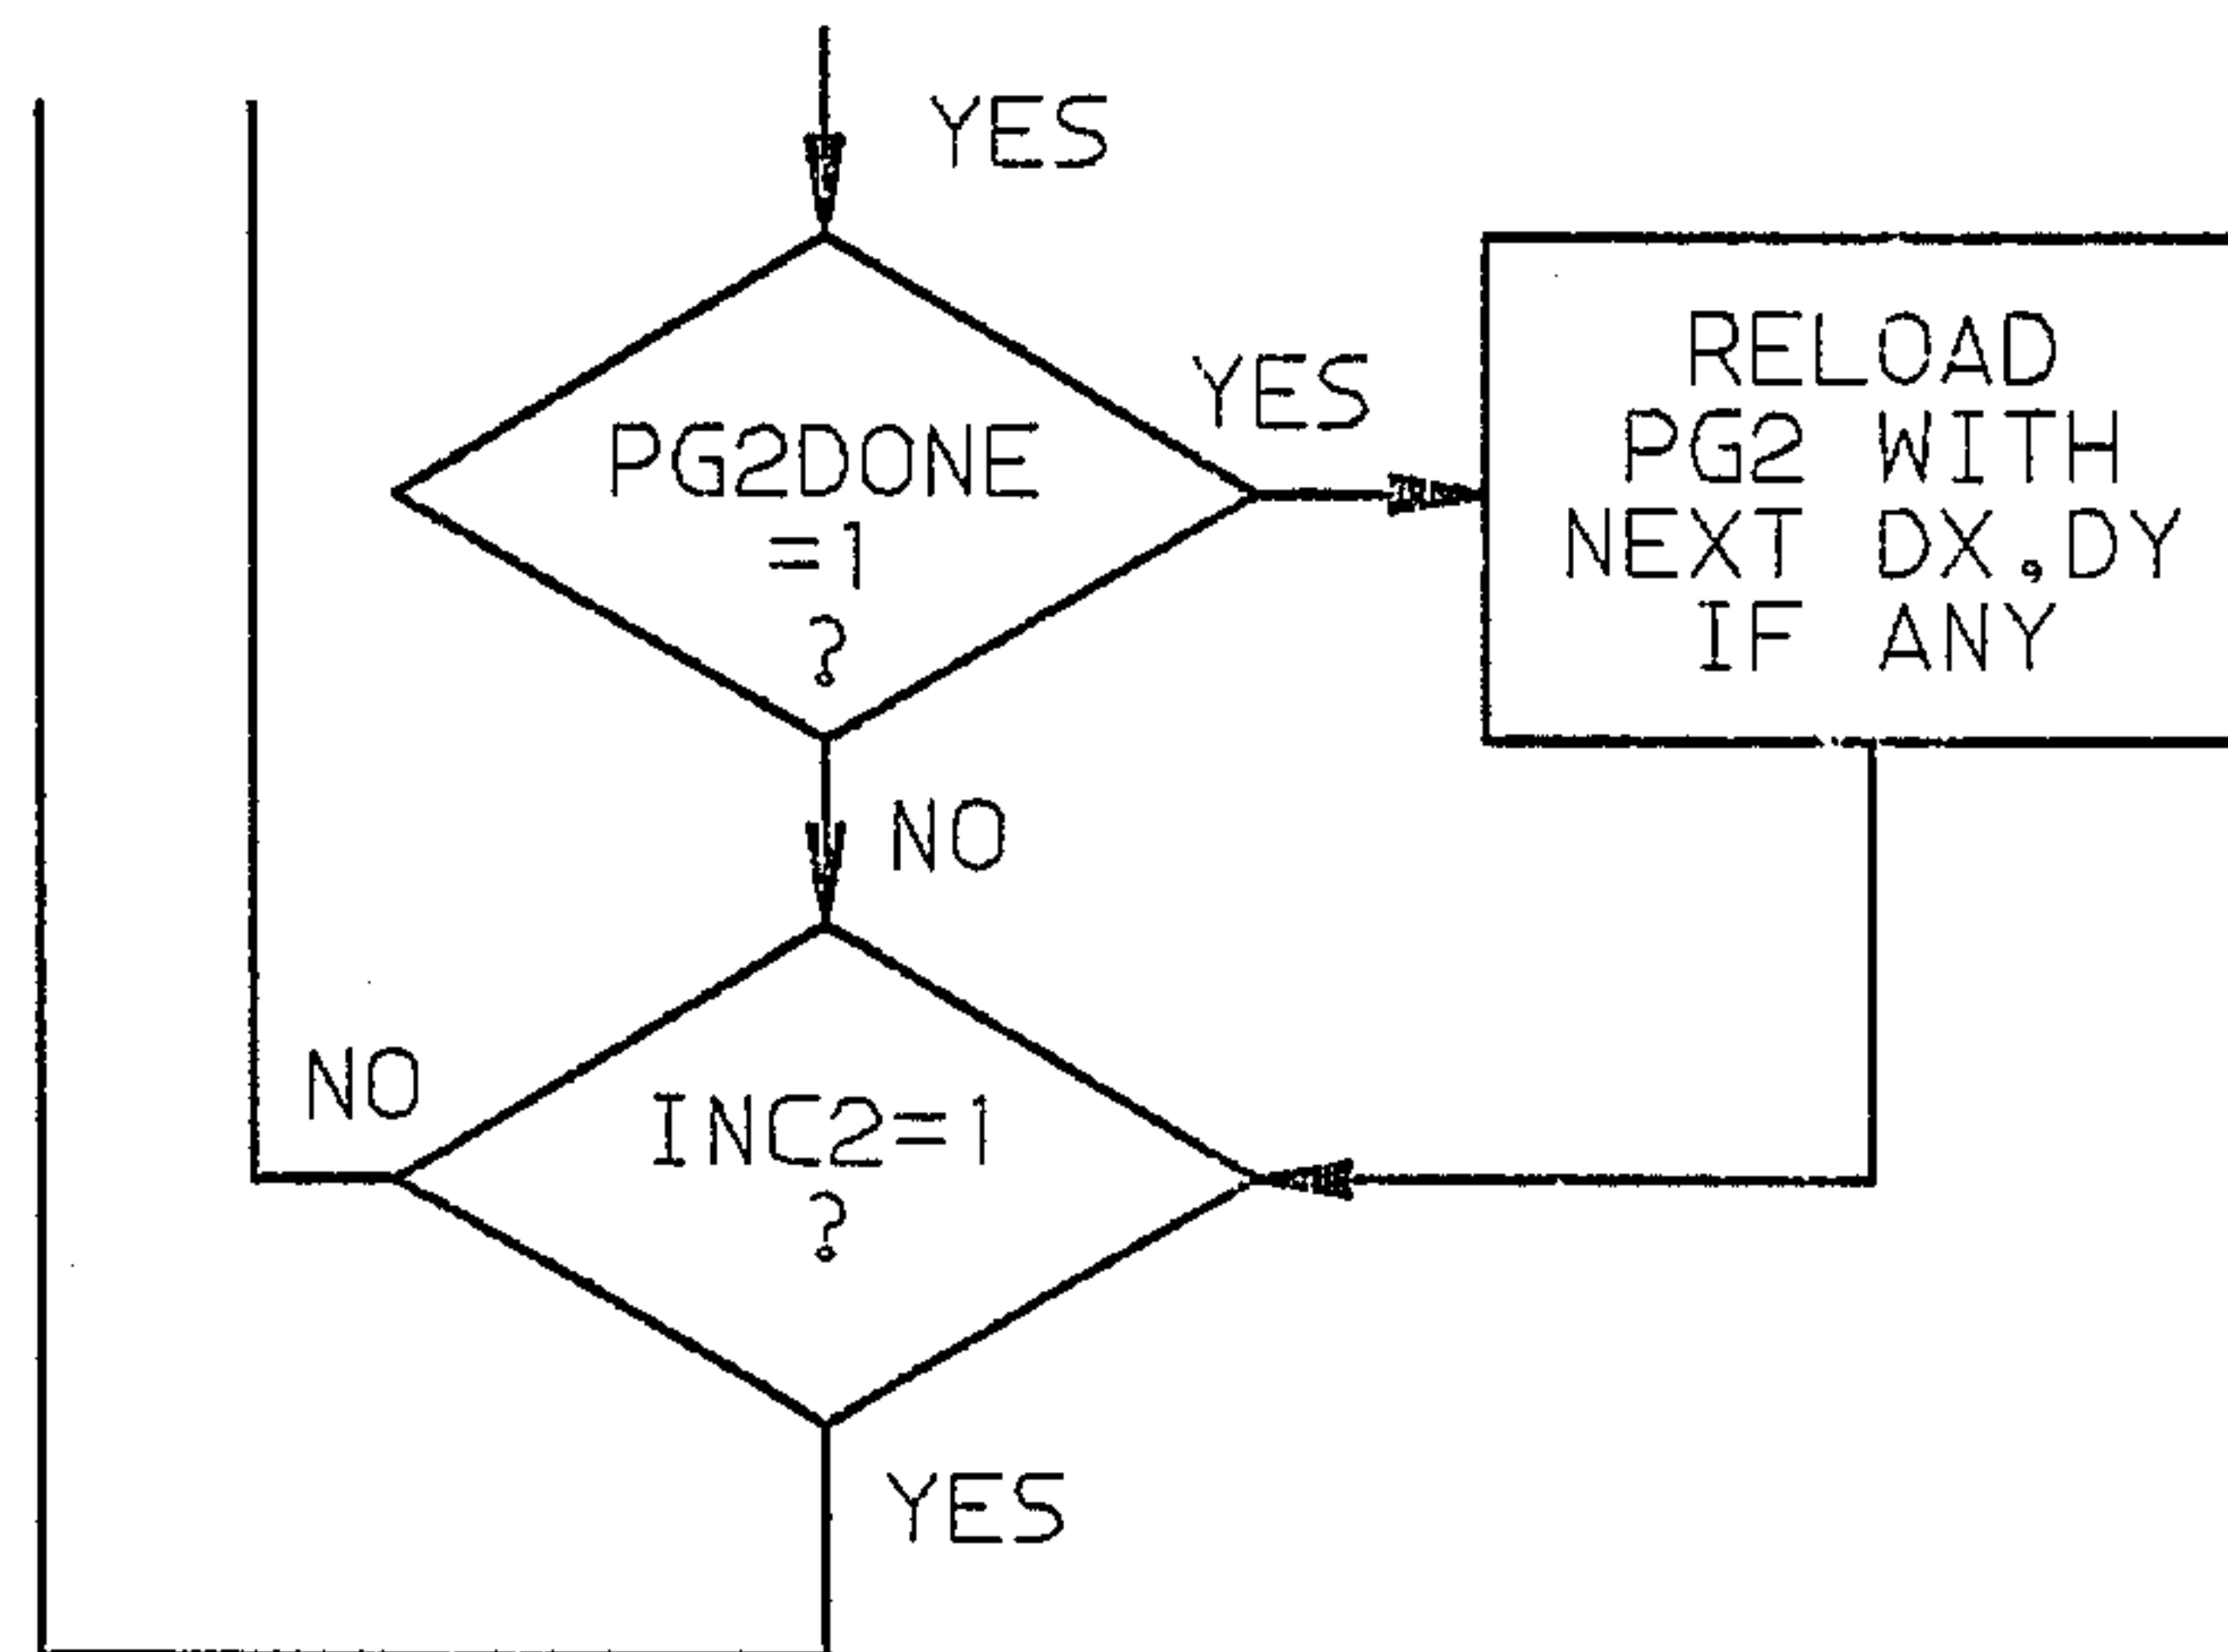 YES
PG2DONE
=1
?
YES
RELOAD
PG2 WITH
NEXT DX,DY
IF ANY
NO
NO
INC2=1
?
YES